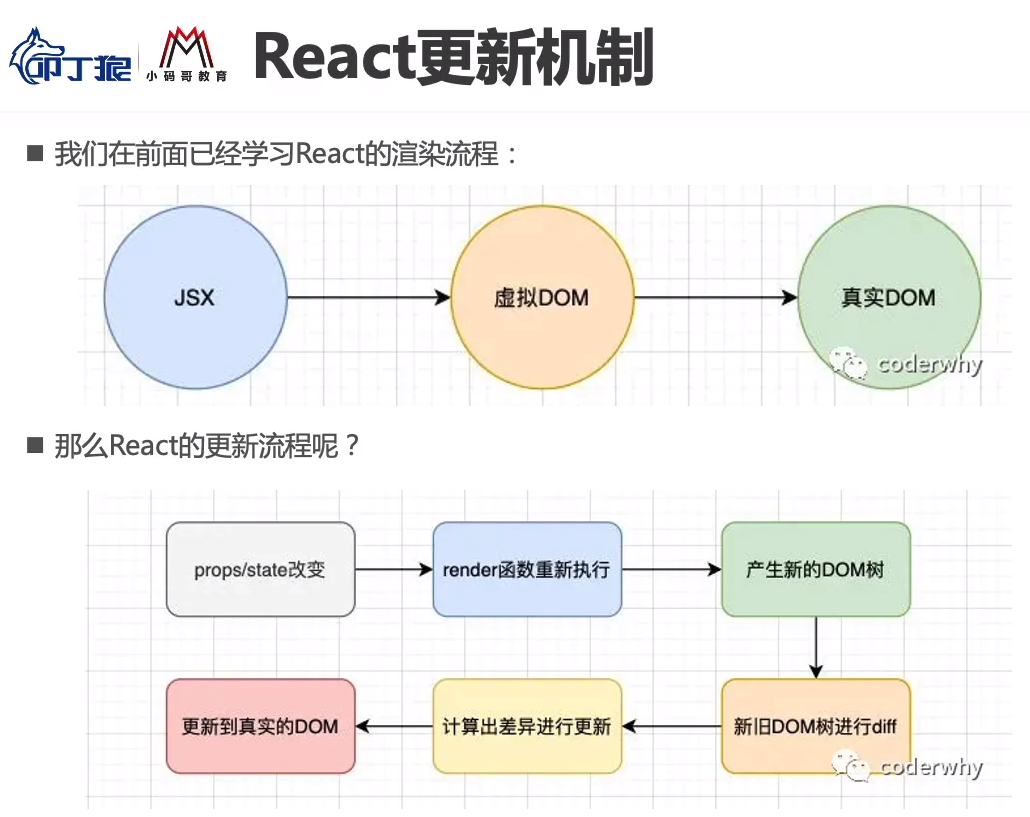 叩丁狼
小码哥教育
React更新机制
我们在前面已经学习React的渲染流程：
JSX
虚拟DOM
真实DOM
coderwhy
那么React的更新流程呢？
props/state改变
render函数重新执行
产生新的DOM树
更新到真实的DOM
计算出差异进行更新
新旧DOM树进行diff
coderwhy